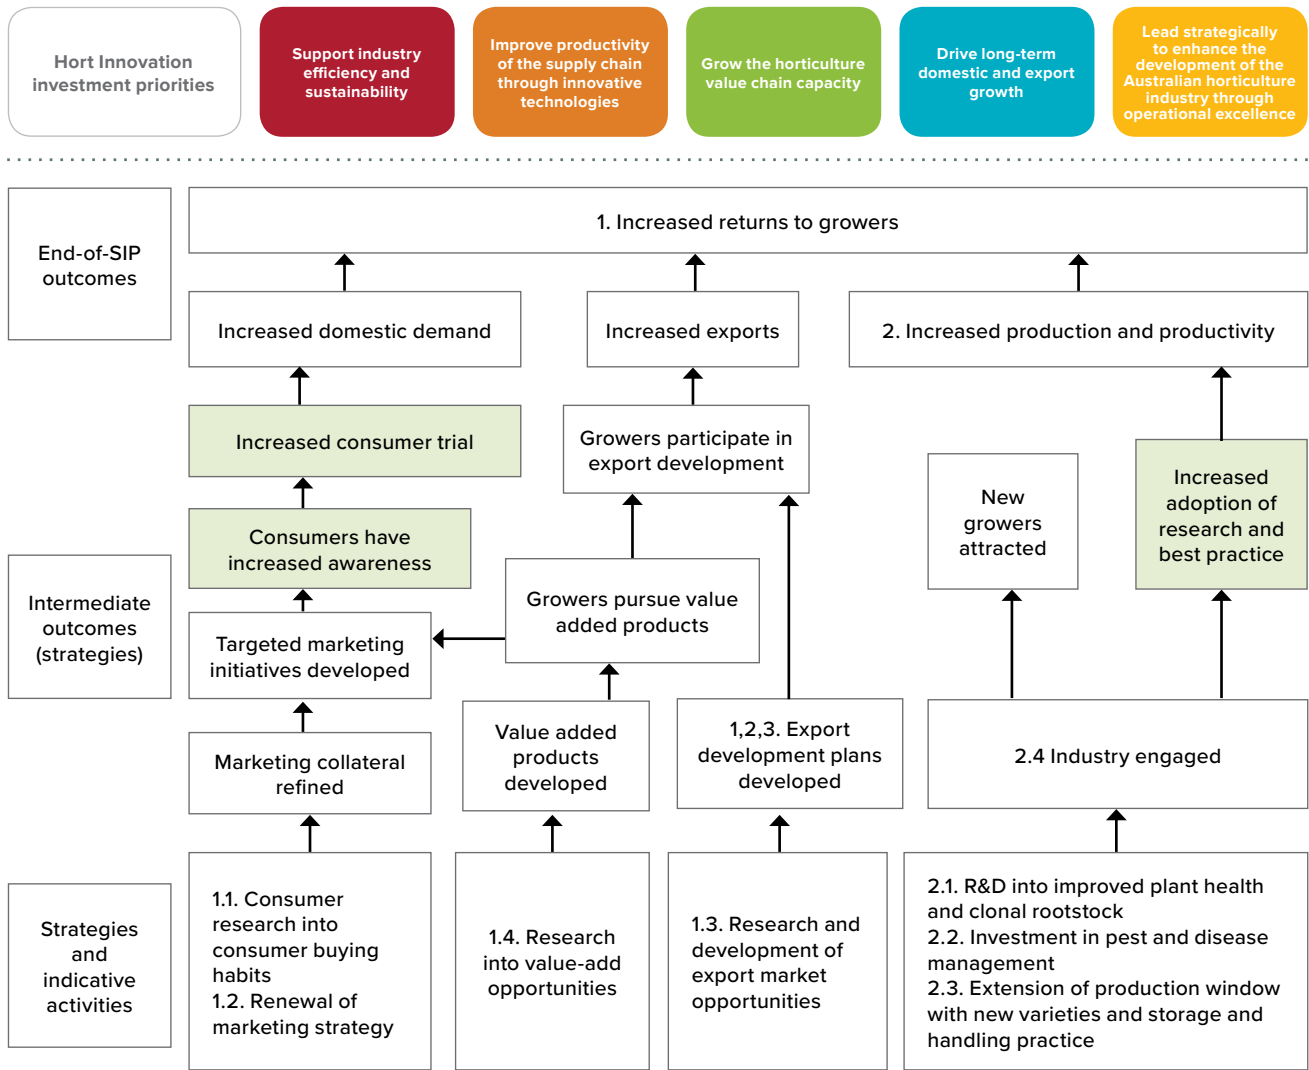 Hort Innovation
investment priorities
Support industry
efficiency and
sustainability
Improve productivity
of the supply chain
through innovative
technologies
Grow the horticulture
value chain capacity
Drive long-term
domestic and export
growth
Lead strategically
to enhance the
development of the
Australian horticulture
industry through
operational excellence
End-of-SIP
outcomes
1. Increased returns to growers
Increased domestic demand
Increased exports
2. Increased production and productivity
Increased consumer trial
Growers participate in
export development
New
growers
attracted
Increased
adoption of
research and
best practice
Consumers have
increased awareness
Intermediate
outcomes
(strategies)
Growers pursue value
added products
Targeted marketing
initiatives developed
Marketing collateral
refined
Value added
products
developed
1,2,3. Export
development plans
developed
2.4 Industry engaged
Strategies
and
indicative
activities
1.1. Consumer
research into
consumer buying
habits
1.2. Renewal of
marketing strategy
1.4. Research
into value-add
opportunities
1.3. Research and
development of
export market
opportunities
2.1. R&D into improved plant health
and clonal rootstock
2.2. Investment in pest and disease
management
2.3. Extension of production window
with new varieties and storage and
handling practice